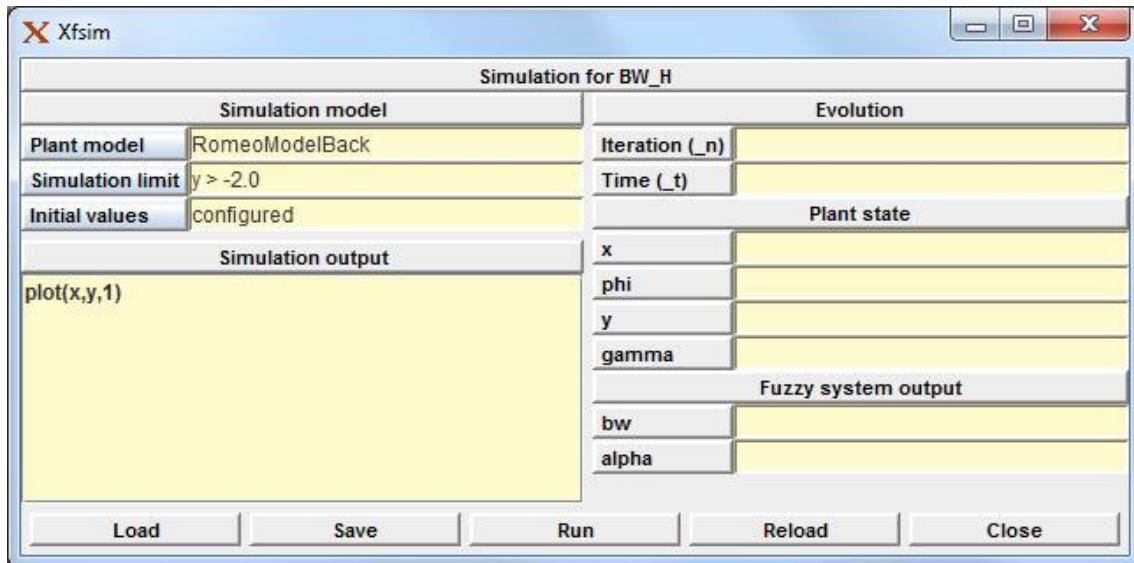 Xfsim
Simulation for BW_H
Simulation model
Plant model RomeoModelBack
Simulation limit y > -2.0
Initial values configured
Simulation output
plot(x,y,1)
Evolution
Iteration (_n)
Time (_t)
Plant state
x
phi
y
gamma
Fuzzy system output
bw
alpha
Load Save Run Reload Close